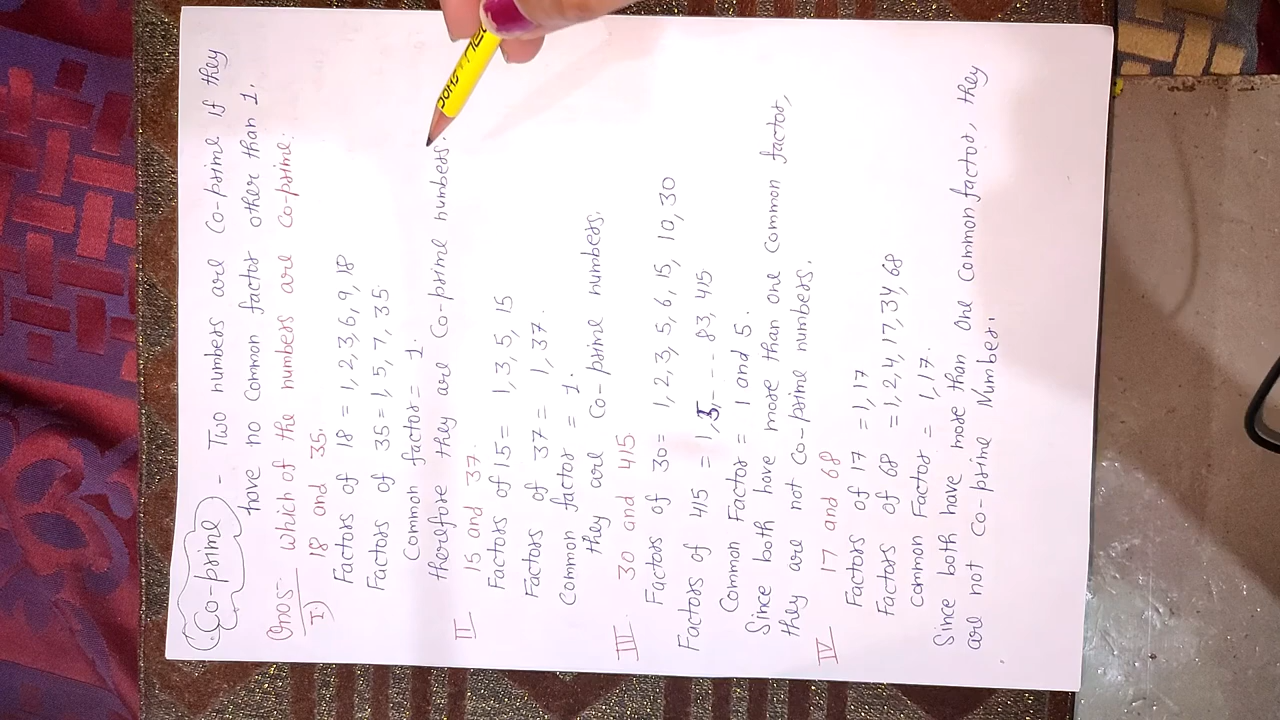 Co-prime - Two numbers are Co-prime if they
have no Common factor other than 1.
Qnos- which of the numbers are Co-prime:
I) 18 and 35.
Factors of 18 = 1, 2, 3, 6, 9, 18
Factors of 35 = 1, 5, 7, 35.
Common factor = 1.
therefore they are Co-prime numbers.
II 15 and 37.
Factors of 15 = 1, 3, 5, 15
Factors of 37 = 1, 37.
Common factor = 1.
they are Co-prime numbers.
III 30 and 415.
Factors of 30 = 1, 2, 3, 5, 6, 15, 10, 30
Factors of 415 = 1, 5, - - - 83, 415
Common Factor = 1 and 5.
Since both have more than one Common factor,
they are not Co-prime numbers.
IV 17 and 68
Factors of 17 = 1, 17
Factors of 68 = 1, 2, 4, 17, 34, 68
Common Factor = 1, 17.
Since both have more than one Common factor, they
are not Co-prime Number.